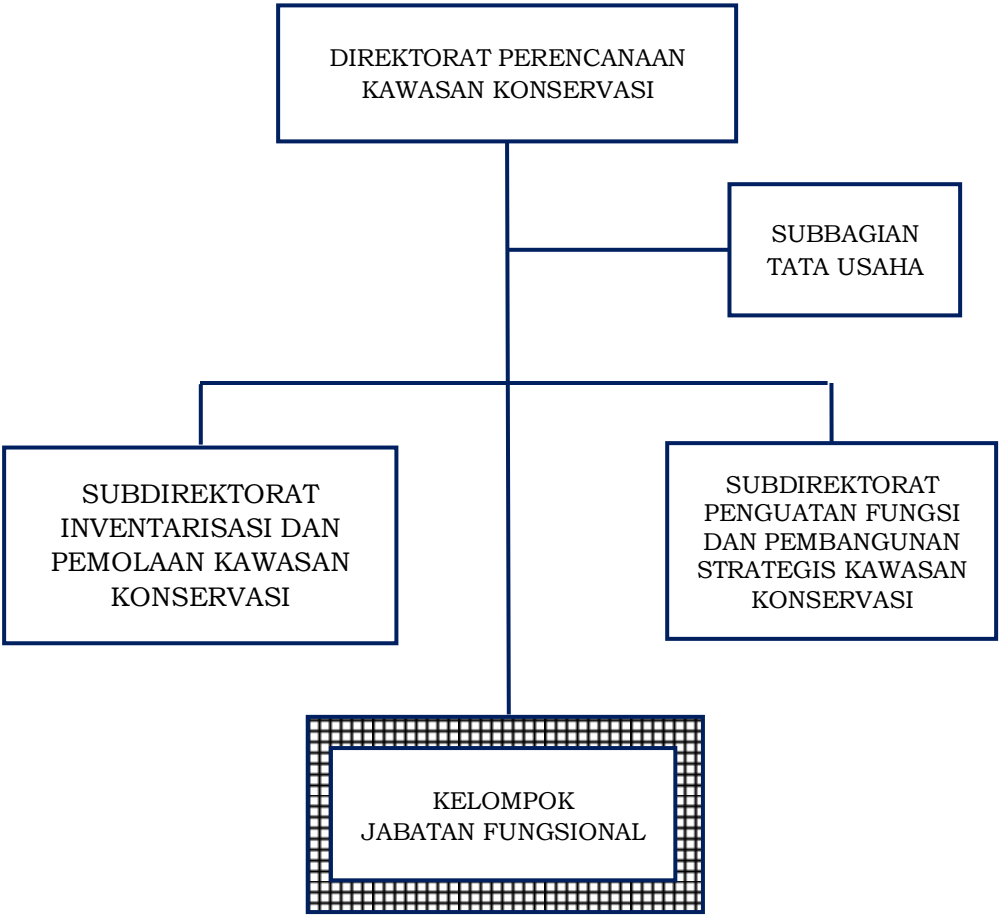 DIREKTORAT PERENCANAAN
KAWASAN KONSERVASI
SUBBAGIAN
TATA USAHA
SUBDIREKTORAT
INVENTARISASI DAN
PEMOLAAN KAWASAN
KONSERVASI
SUBDIREKTORAT
PENGUATAN FUNGSI
DAN PEMBANGUNAN
STRATEGIS KAWASAN
KONSERVASI
KELOMPOK
JABATAN FUNGSIONAL